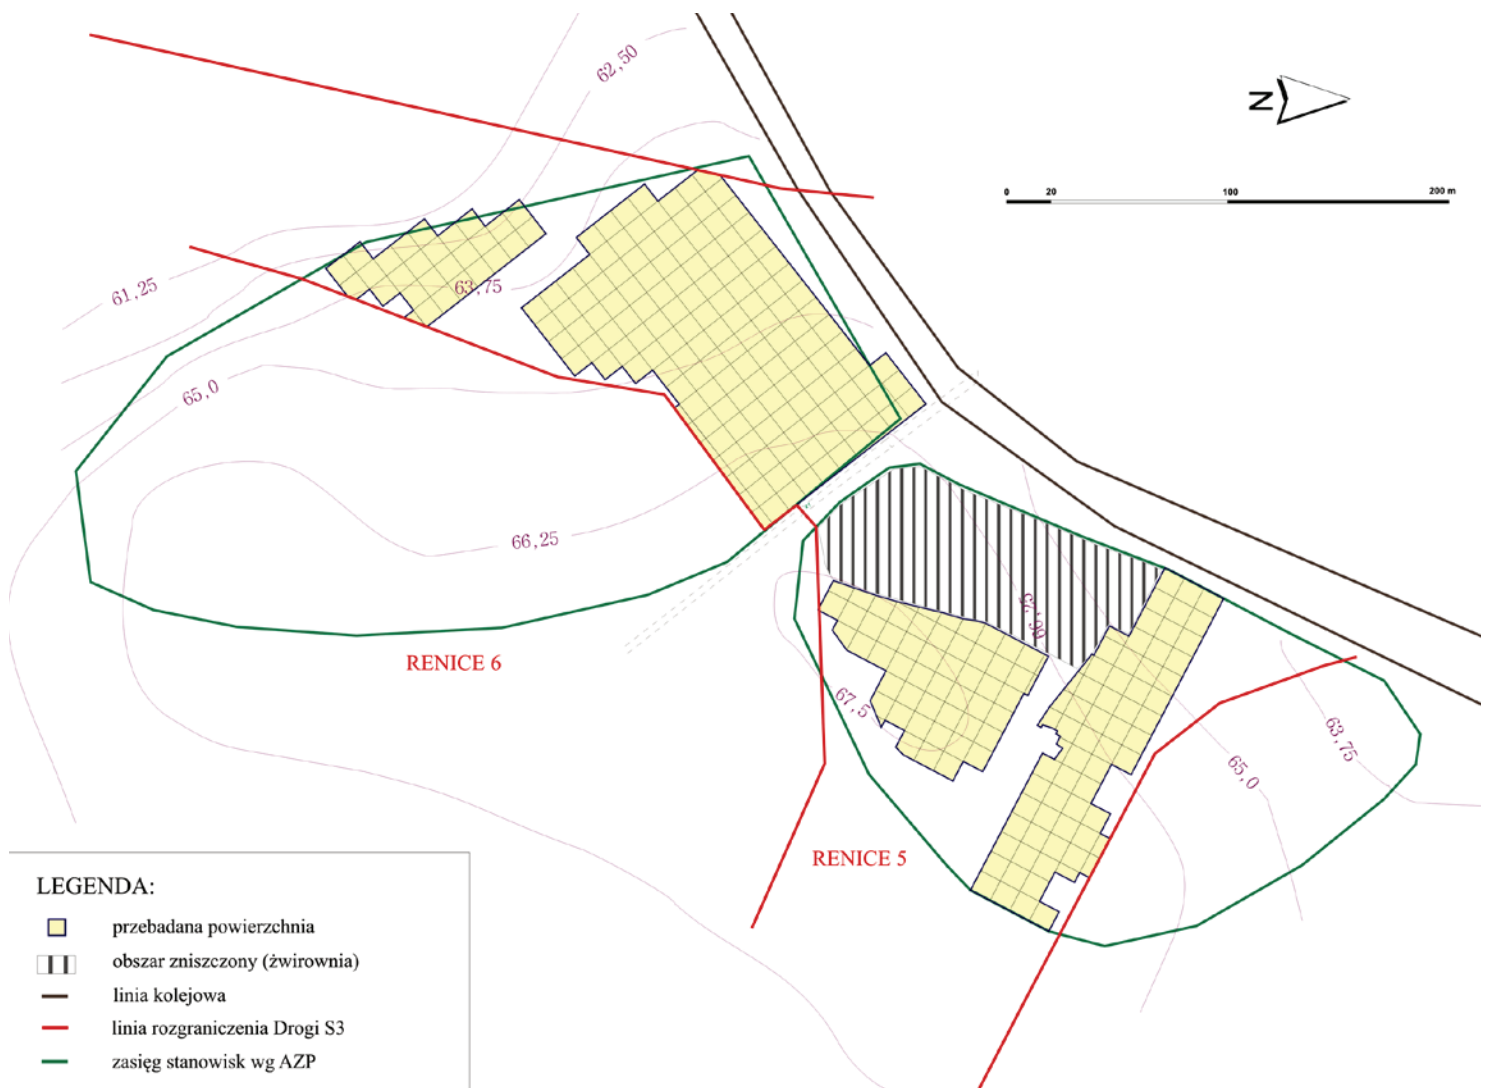 62,50
N
0 20 100 200 m
61,25
63,75
65,0
66,25
66,25
RENICE 6
67,5
63,75
65,0
RENICE 5
LEGENDA:
przebadana powierzchnia
obszar zniszczony (żwirownia)
linia kolejowa
linia rozgraniczenia Drogi S3
zasięg stanowisk wg AZP